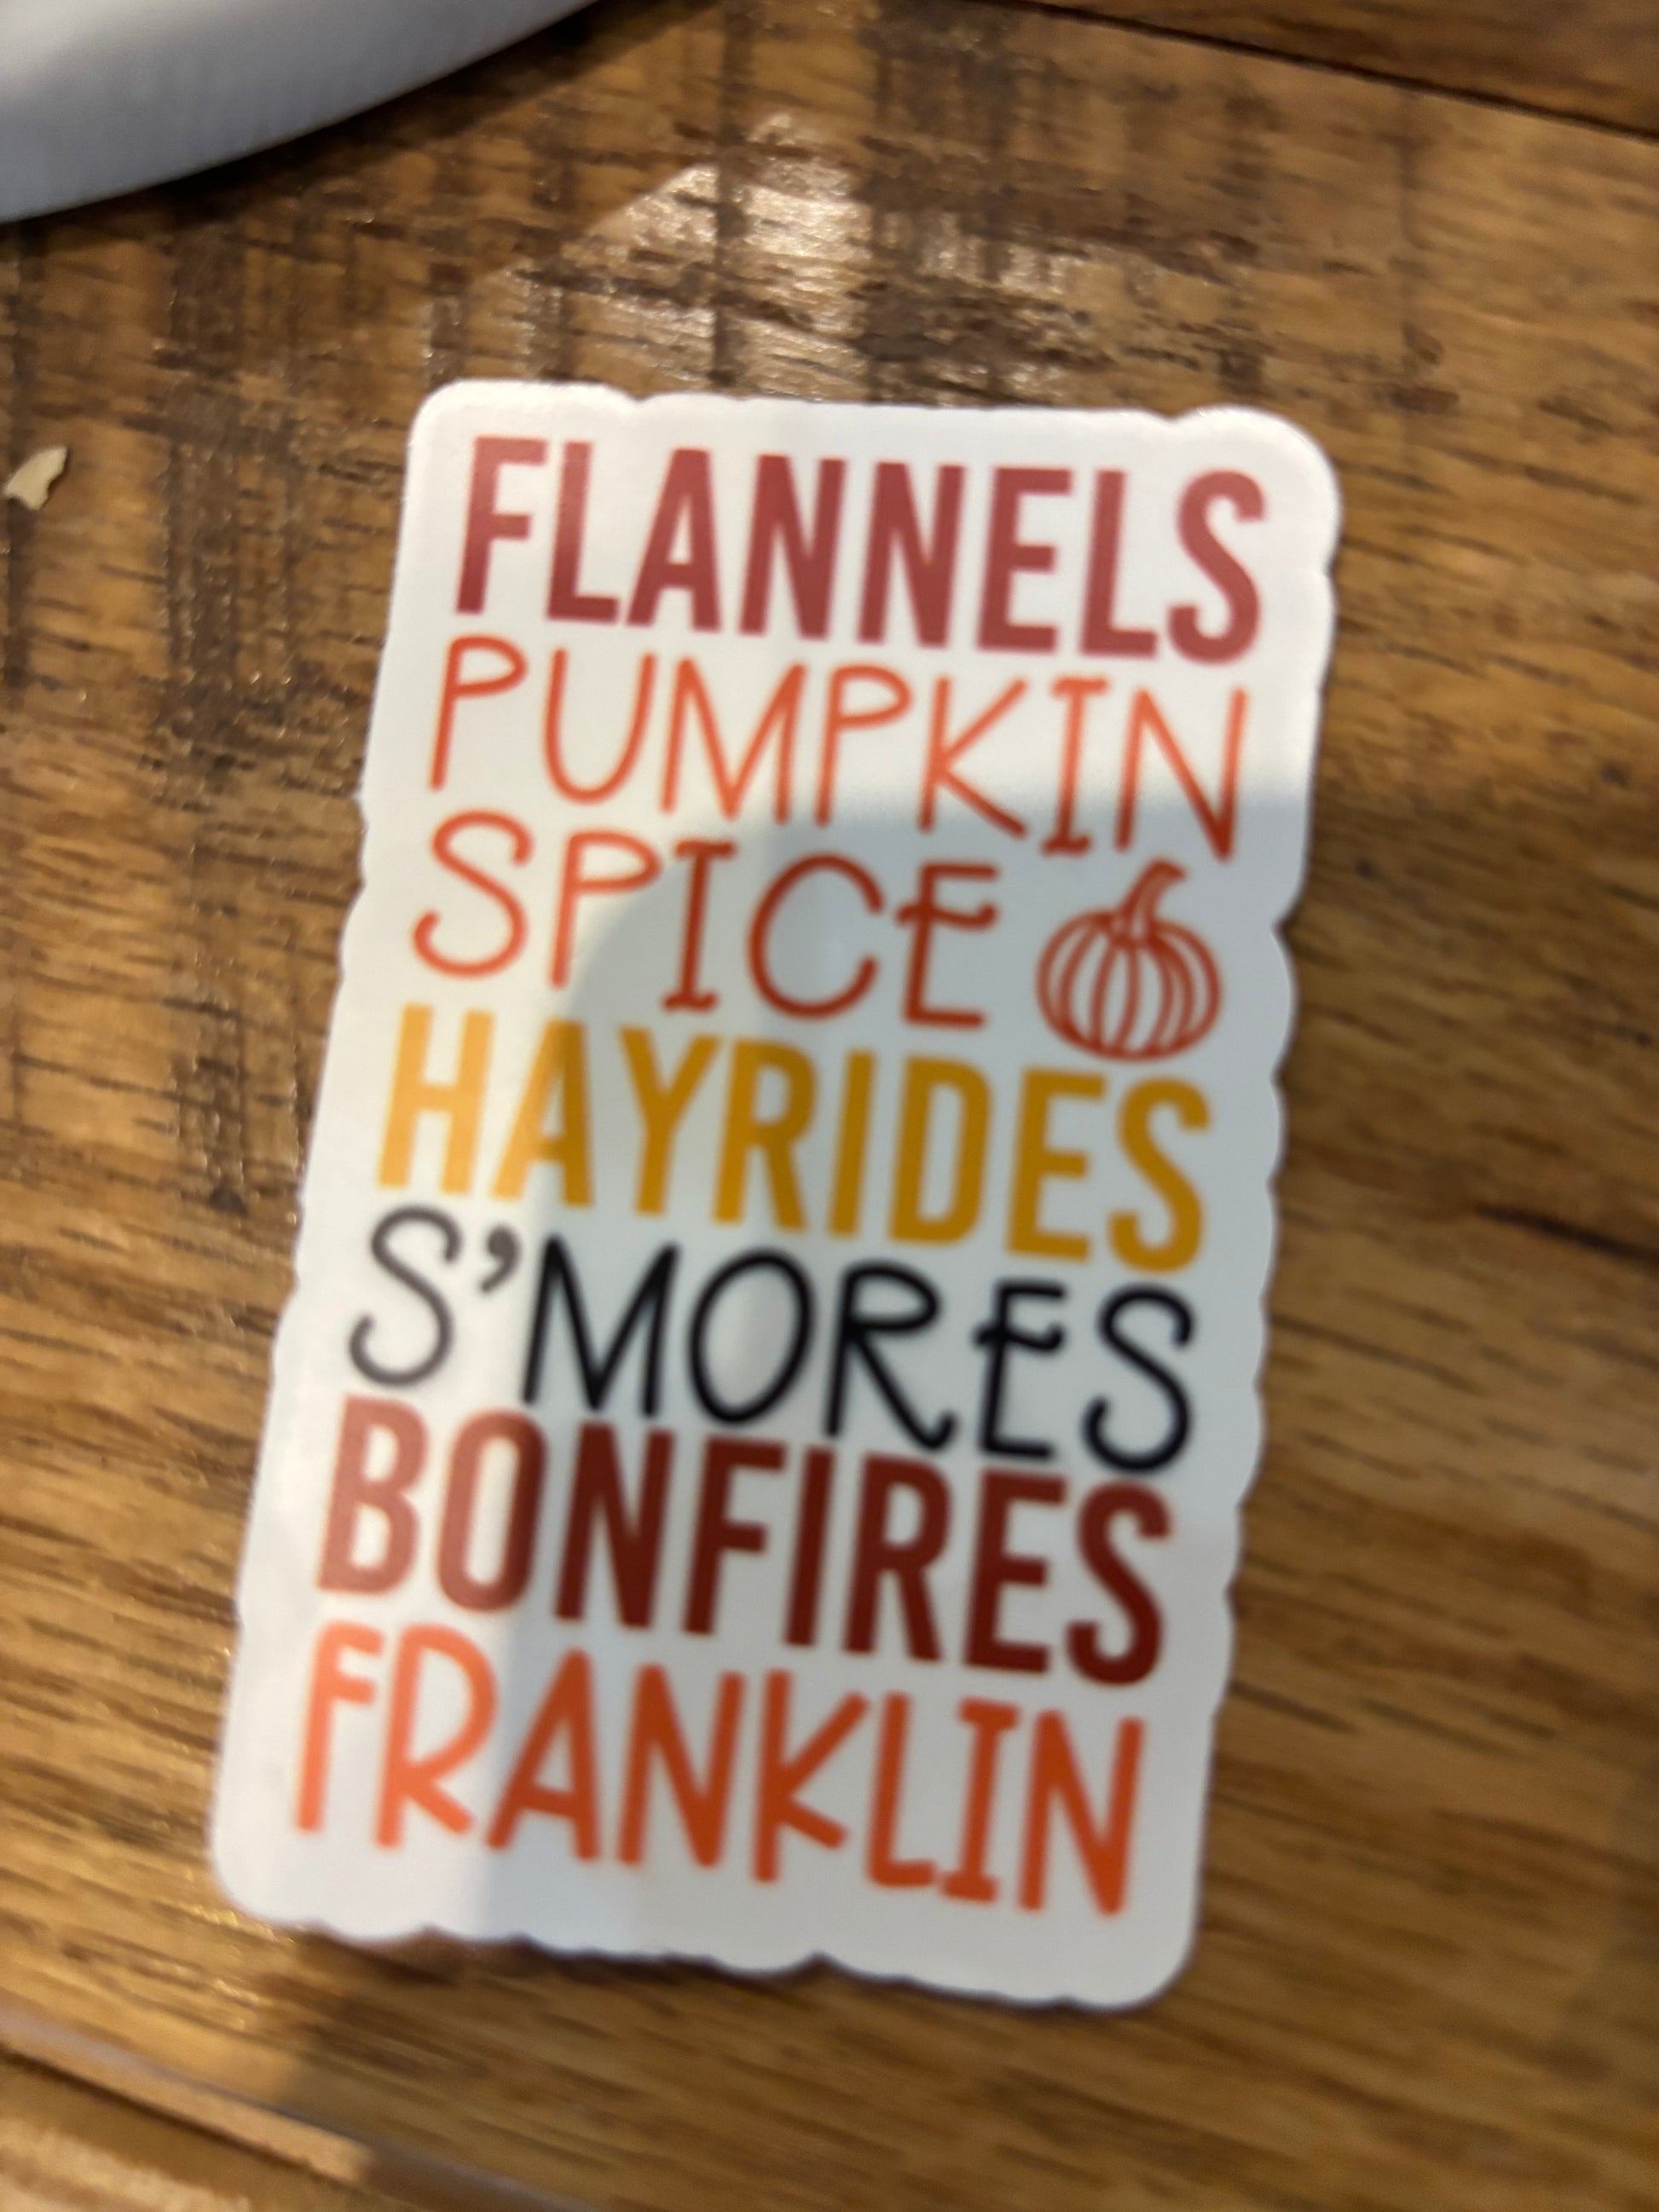 FLANNELS
PUMPKIN
SPICE
HAYRIDES
S'MORES
BONFIRES
FRANKLIN